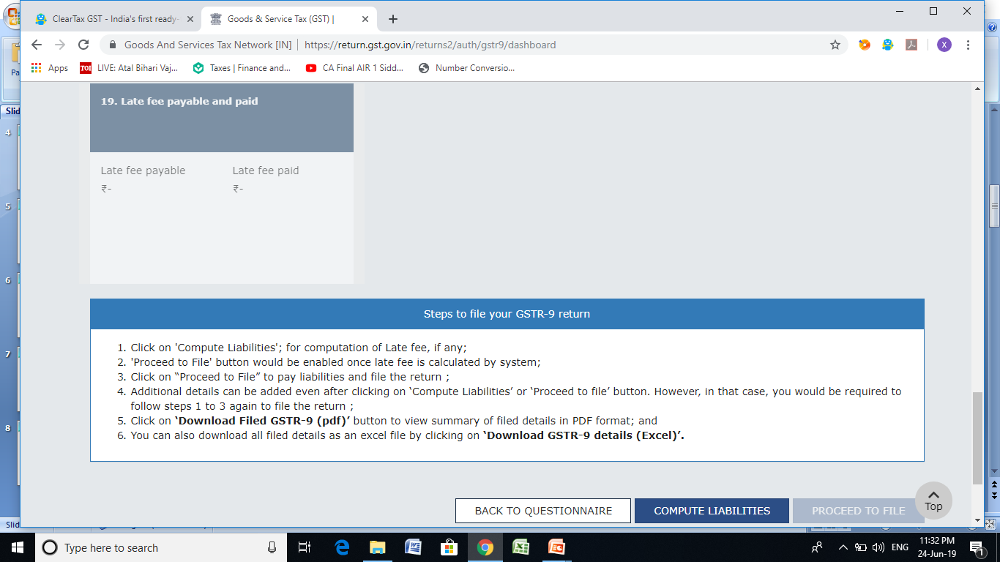 ClearTax GST - India's first ready-
Goods & Service Tax (GST) |
Goods And Services Tax Network [IN]
https://return.gst.gov.in/returns2/auth/gstr9/dashboard
X
Apps
TOI
LIVE: Atal Bihari Vaj...
Taxes | Finance and...
CA Final AIR 1 Sidd...
Number Conversio...
Pa
Slid
4
5
6
7
8
Slid
19. Late fee payable and paid
Late fee payable
Late fee paid
₹-
₹-
Steps to file your GSTR-9 return
1. Click on 'Compute Liabilities'; for computation of Late fee, if any;
2. 'Proceed to File' button would be enabled once late fee is calculated by system;
3. Click on “Proceed to File” to pay liabilities and file the return ;
4. Additional details can be added even after clicking on ‘Compute Liabilities’ or ‘Proceed to file’ button. However, in that case, you would be required to
follow steps 1 to 3 again to file the return ;
5. Click on ‘Download Filed GSTR-9 (pdf)’ button to view summary of filed details in PDF format; and
6. You can also download all filed details as an excel file by clicking on ‘Download GSTR-9 details (Excel)’.
BACK TO QUESTIONNAIRE
COMPUTE LIABILITIES
PROCEED TO FILE
Top
Type here to search
ENG
11:32 PM
24-Jun-19
1